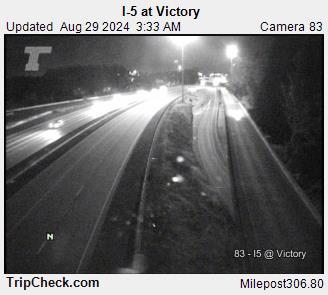 I-5 at Victory
Updated Aug 29 2024 3:33 AM Camera 83
T
N
83 - I5 @ Victory
TripCheck.com Milepost306.80